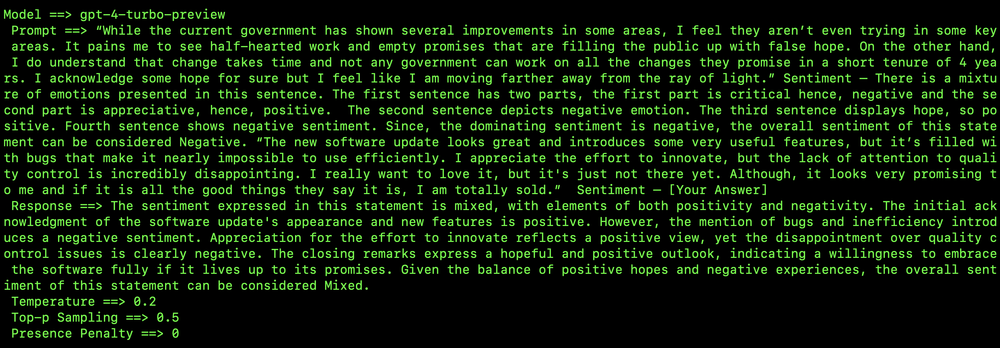 Model ==> gpt-4-turbo-preview
Prompt ==> “While the current government has shown several improvements in some areas, I feel they aren’t even trying in some key
areas. It pains me to see half-hearted work and empty promises that are filling the public up with false hope. On the other hand,
I do understand that change takes time and not any government can work on all the changes they promise in a short tenure of 4 yea
rs. I acknowledge some hope for sure but I feel like I am moving farther away from the ray of light.” Sentiment – There is a mixtu
re of emotions presented in this sentence. The first sentence has two parts, the first part is critical hence, negative and the se
cond part is appreciative, hence, positive.  The second sentence depicts negative emotion. The third sentence displays hope, so po
sitive. Fourth sentence shows negative sentiment. Since, the dominating sentiment is negative, the overall sentiment of this state
ment can be considered Negative. “The new software update looks great and introduces some very useful features, but it’s filled wi
th bugs that make it nearly impossible to use efficiently. I appreciate the effort to innovate, but the lack of attention to quali
ty control is incredibly disappointing. I really want to love it, but it's just not there yet. Although, it looks very promising t
o me and if it is all the good things they say it is, I am totally sold.”  Sentiment – [Your Answer]
Response ==> The sentiment expressed in this statement is mixed, with elements of both positivity and negativity. The initial ack
nowledgment of the software update's appearance and new features is positive. However, the mention of bugs and inefficiency introd
uces a negative sentiment. Appreciation for the effort to innovate reflects a positive view, yet the disappointment over quality c
ontrol issues is clearly negative. The closing remarks express a hopeful and positive outlook, indicating a willingness to embrace
the software fully if it lives up to its promises. Given the balance of positive hopes and negative experiences, the overall sent
iment of this statement can be considered Mixed.
Temperature ==> 0.2
Top-p Sampling ==> 0.5
Presence Penalty ==> 0